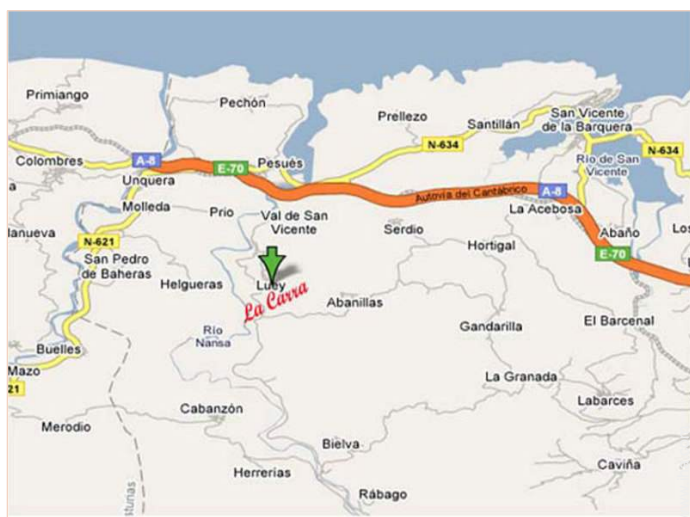 Primiango
Pechón
Prellezo
Santillán
San Vicente
de la Barquera
N-634
N-634
Colombres
A-8
E-70
Pesués
Río de San
Vicente
Unquera
Autovía del Cantábrico
A-8
Molleda
Prio
Val de San
Vicente
La Acebosa
lanueva
N-621
Serdio
Abaño
Los
San Pedro
de Baheras
Hortigal
E-70
Helgueras
Luey
La Carra
Abanillas
Gandarilla
El Barcenal
Río
Nansa
Buelles
Mazo
21
La Granada
Labarces
Cabanzón
Merodio
Bielva
Herrerías
Caviña
Rábago
sturias